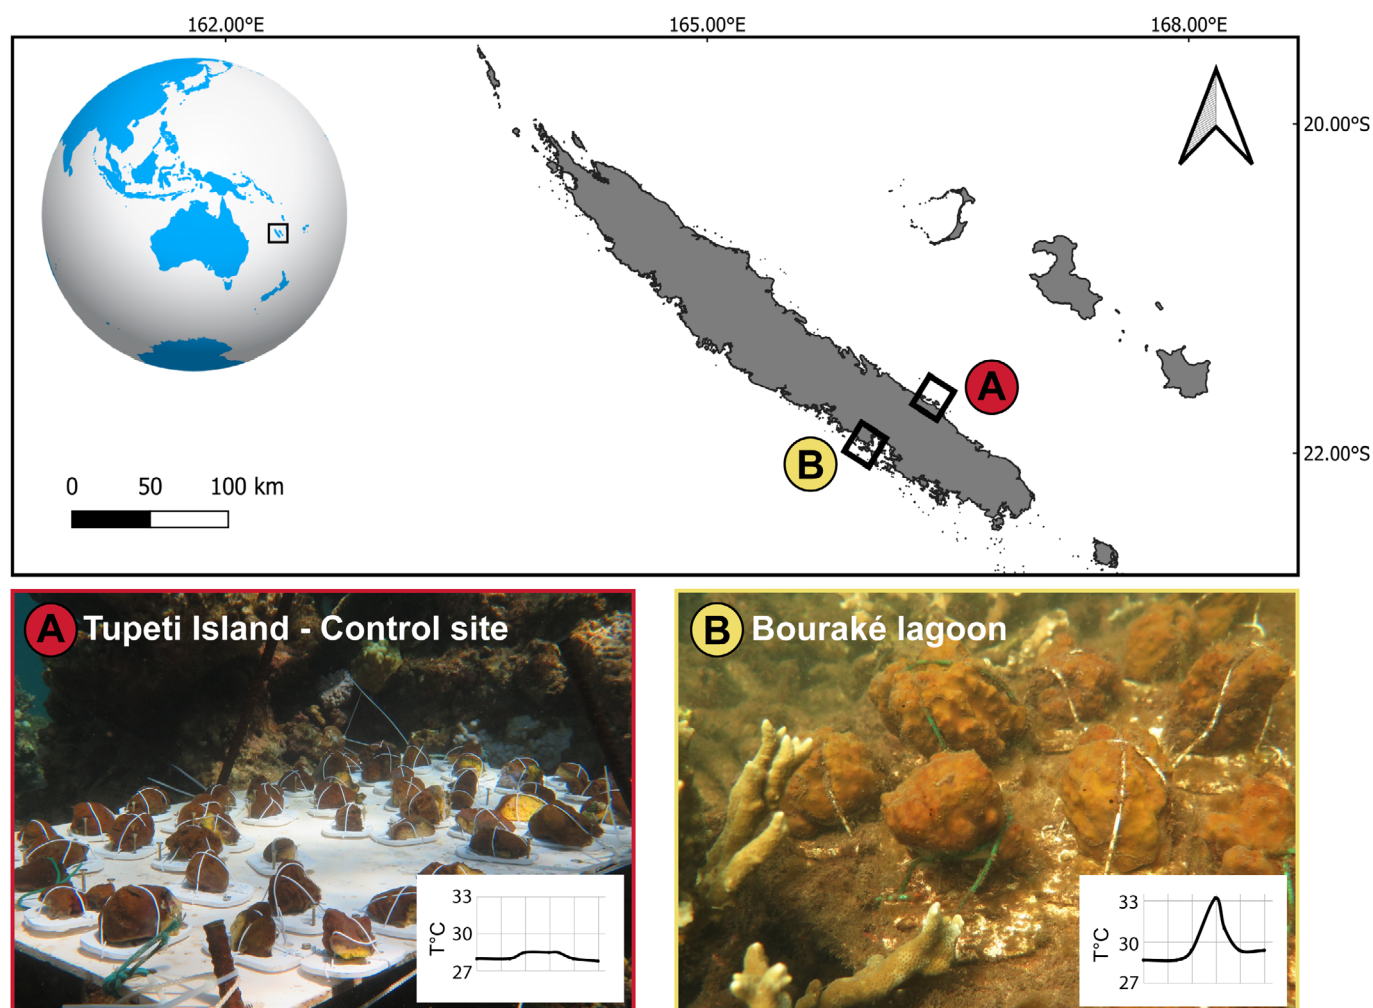 162.00°E 165.00°E 168.00°E
20.00°S
A
B
22.00°S
0 50 100 km
A Tupeti Island - Control site
33
30
27
T°C
B Bouraké lagoon
33
30
27
T°C